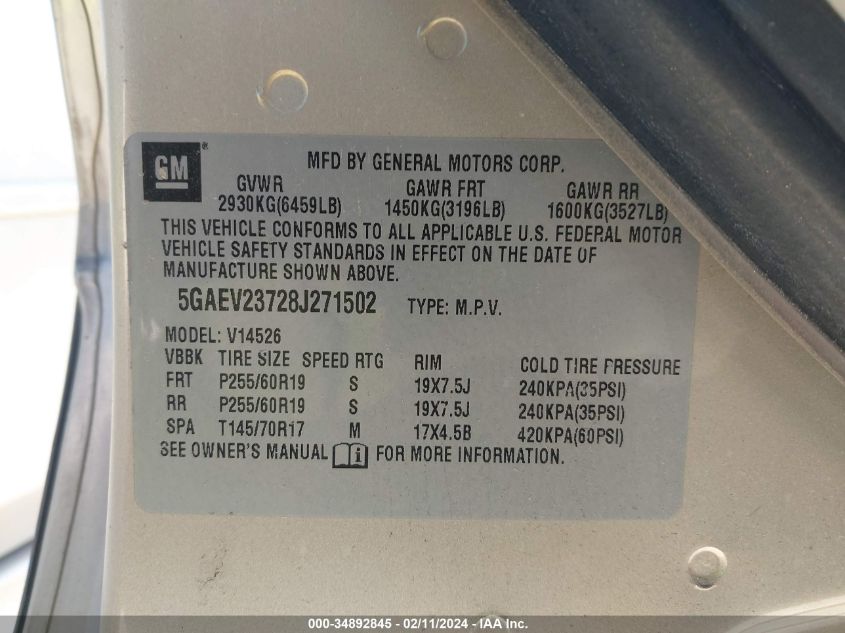 GM ® MFD BY GENERAL MOTORS CORP.
GVWR GAWR FRT GAWR RR
2930KG(6459LB) 1450KG(3196LB) 1600KG(3527LB)
THIS VEHICLE CONFORMS TO ALL APPLICABLE U.S. FEDERAL MOTOR
VEHICLE SAFETY STANDARDS IN EFFECT ON THE DATE OF
MANUFACTURE SHOWN ABOVE.
5GAEV23728J271502 TYPE: M.P.V.
MODEL: V14526
VBBK TIRE SIZE SPEED RTG RIM COLD TIRE PRESSURE
FRT P255/60R19 S 19X7.5J 240KPA(35PSI)
RR P255/60R19 S 19X7.5J 240KPA(35PSI)
SPA T145/70R17 M 17X4.5B 420KPA(60PSI)
SEE OWNER'S MANUAL i FOR MORE INFORMATION.
000-34892845 - 02/11/2024 - IAA Inc.